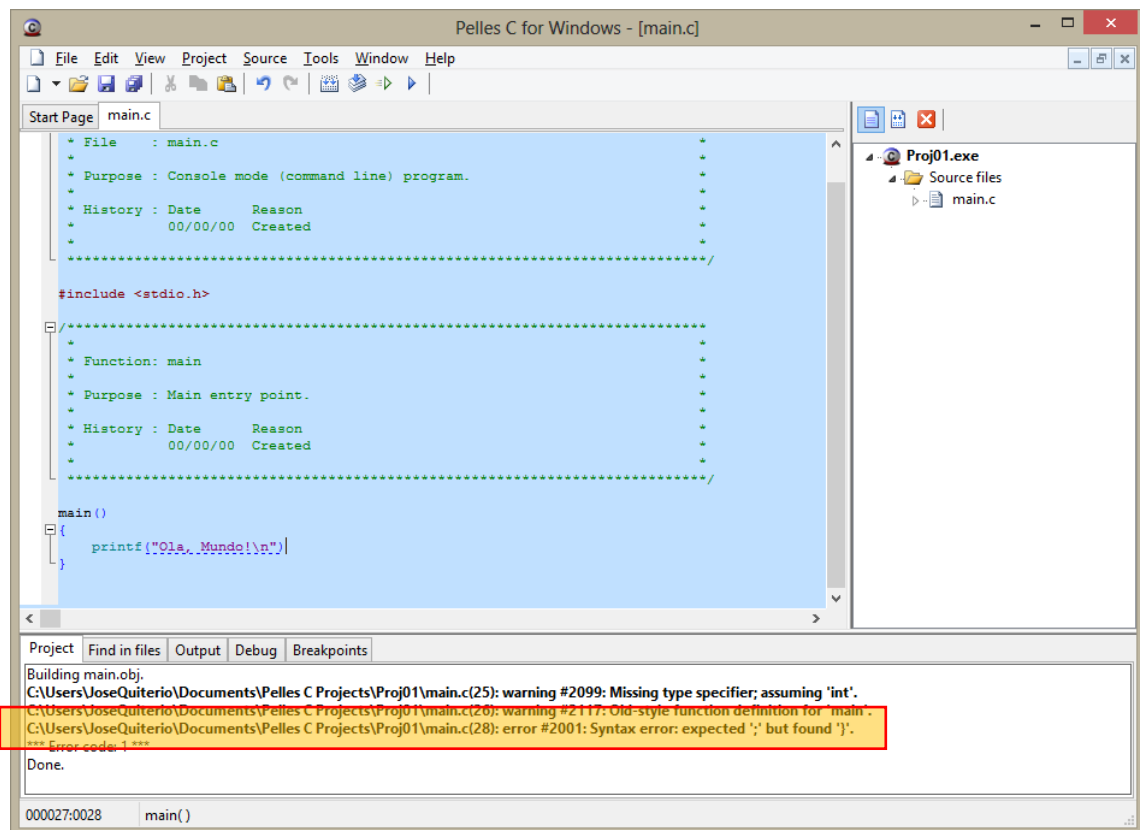 Pelles C for Windows - [main.c]
File Edit View Project Source Tools Window Help
Start Page main.c
* File : main.c *
* *
* Purpose : Console mode (command line) program. *
* *
* History : Date Reason *
* 00/00/00 Created *
* *
*****************************************************************************/
#include <stdio.h>
/****************************************************************************
* *
* Function: main *
* *
* Purpose : Main entry point. *
* *
* History : Date Reason *
* 00/00/00 Created *
* *
*****************************************************************************/
main()
{
printf("Ola, Mundo!\n")
}
Proj01.exe
Source files
main.c
Project Find in files Output Debug Breakpoints
Building main.obj.
C:\Users\JoseQuiterio\Documents\Pelles C Projects\Proj01\main.c(25): warning #2099: Missing type specifier; assuming 'int'.
C:\Users\JoseQuiterio\Documents\Pelles C Projects\Proj01\main.c(26): warning #2117: Old-style function definition for 'main'.
C:\Users\JoseQuiterio\Documents\Pelles C Projects\Proj01\main.c(28): error #2001: Syntax error: expected ';' but found '}'.
*** Error code: 1 ***
Done.
000027:0028 main( )